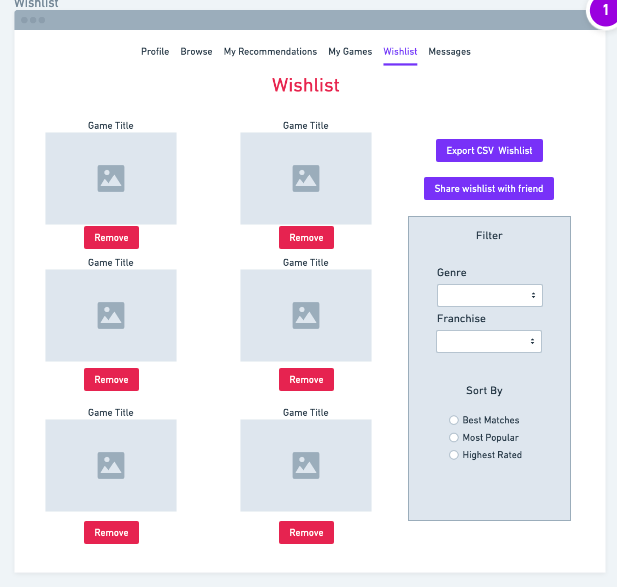 Wishlist
1
Profile Browse My Recommendations My Games Wishlist Messages
Wishlist
Game Title Game Title
Remove Remove
Game Title Game Title
Remove Remove
Game Title Game Title
Remove Remove
Export CSV Wishlist
Share wishlist with friend
Filter
Genre
Franchise
Sort By
Best Matches
Most Popular
Highest Rated